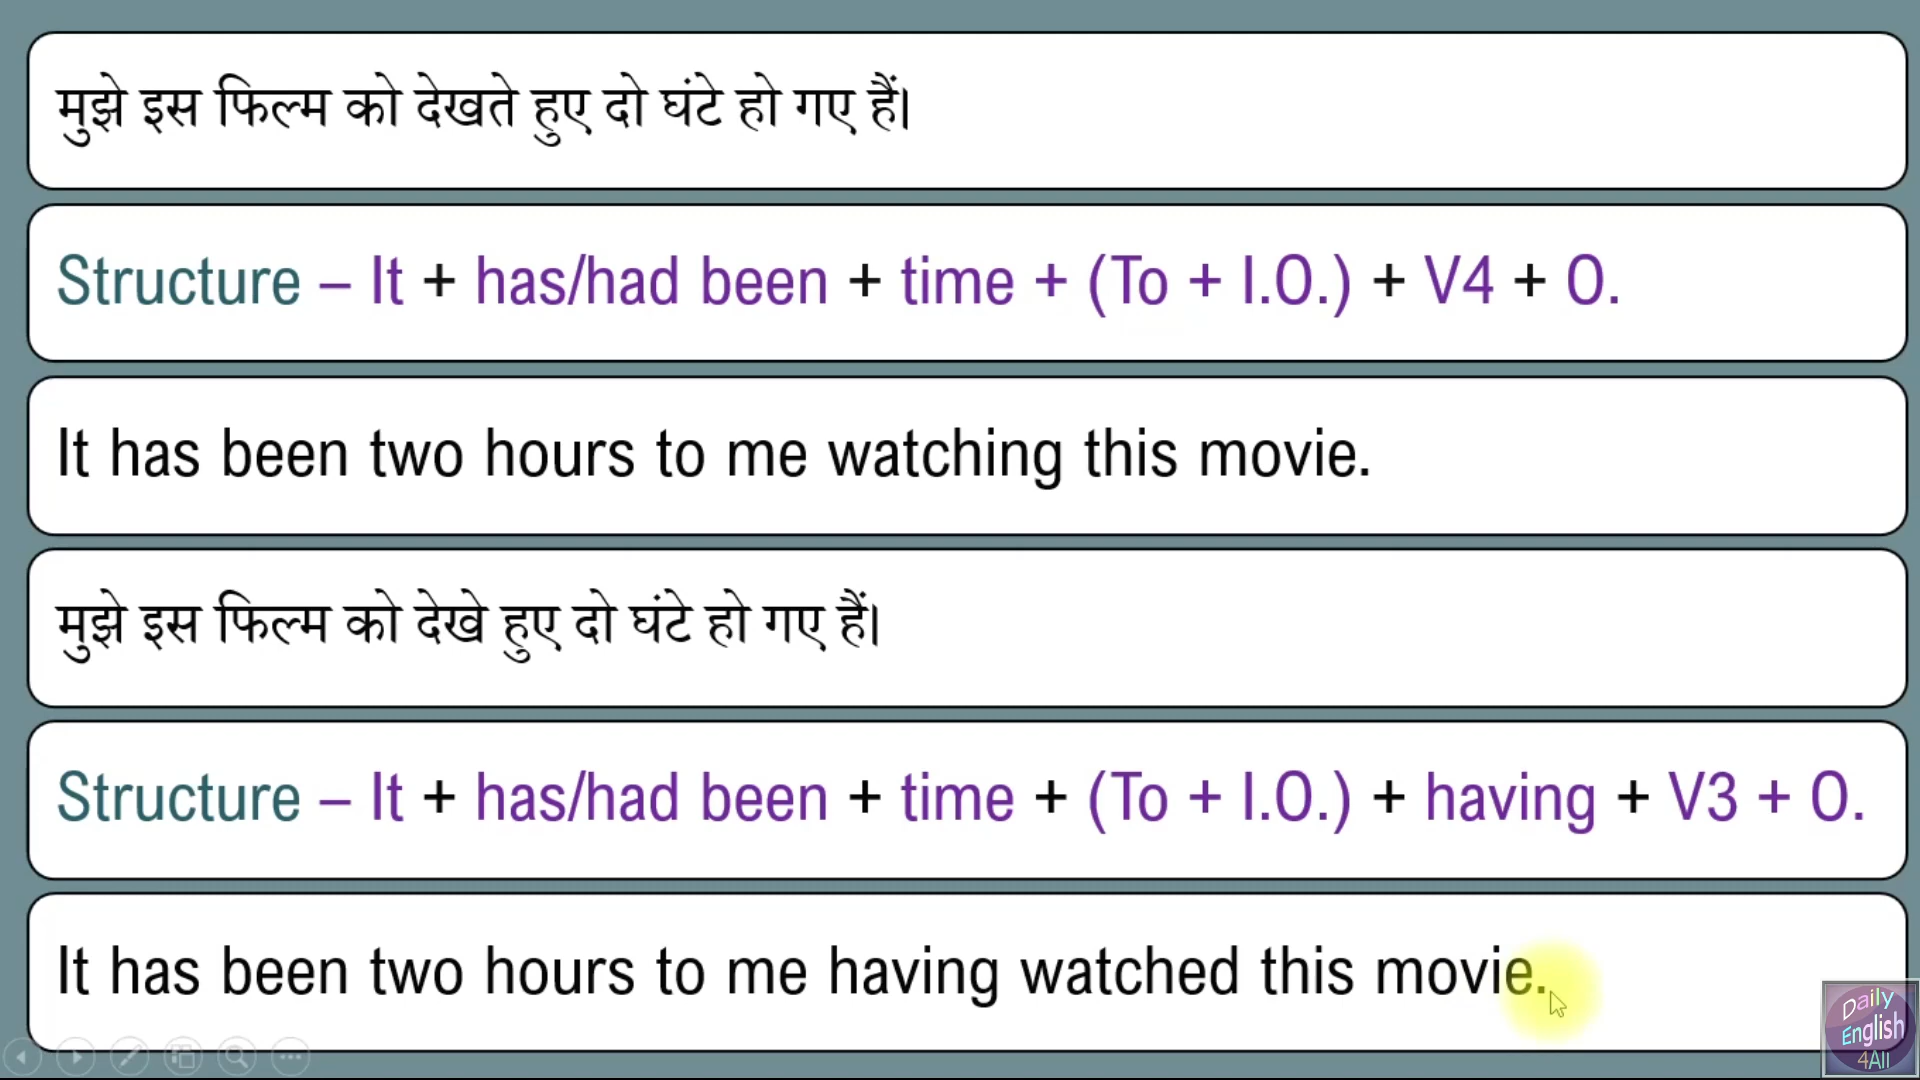 मुझे इस फिल्म को देखते हुए दो घंटे हो गए हैं।
Structure – It + has/had been + time + (To + I.O.) + V4 + O.
It has been two hours to me watching this movie.
मुझे इस फिल्म को देखे हुए दो घंटे हो गए हैं।
Structure – It + has/had been + time + (To + I.O.) + having + V3 + O.
It has been two hours to me having watched this movie.
Daily
English
4All